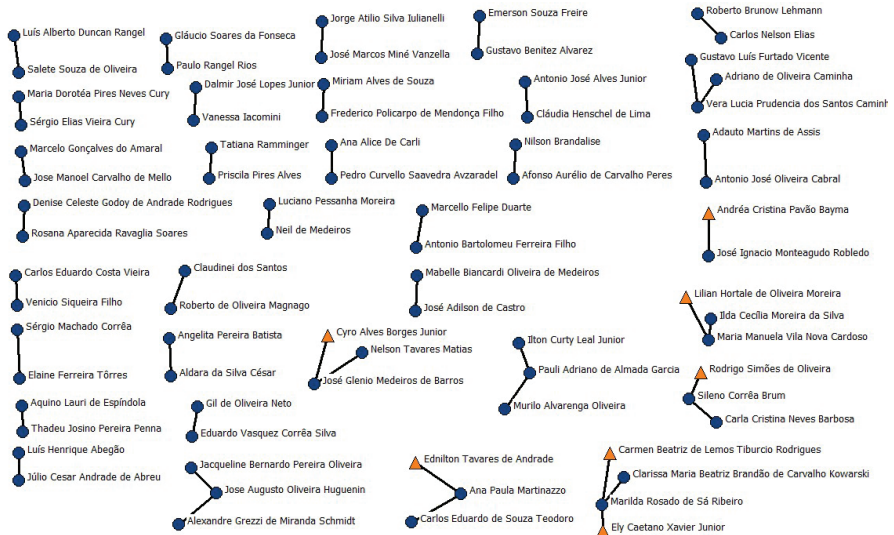 Luís Alberto Duncan Rangel
Salete Souza de Oliveira
Gláucio Soares da Fonseca
Paulo Rangel Rios
Jorge Atilio Silva Iulianelli
José Marcos Miné Vanzella
Emerson Souza Freire
Gustavo Benitez Alvarez
Roberto Brunow Lehmann
Carlos Nelson Elias
Maria Dorotéa Pires Neves Cury
Sérgio Elias Vieira Cury
Dalmir José Lopes Junior
Vanessa Iacomini
Miriam Alves de Souza
Frederico Policarpo de Mendonça Filho
Antonio José Alves Junior
Cláudia Henschel de Lima
Gustavo Luís Furtado Vicente
Adriano de Oliveira Caminha
Vera Lucia Prudencia dos Santos Caminh
Marcelo Gonçalves do Amaral
Jose Manoel Carvalho de Mello
Tatiana Ramminger
Priscila Pires Alves
Ana Alice De Carli
Pedro Curvello Saavedra Avzaradel
Nilson Brandalise
Afonso Aurélio de Carvalho Peres
Adauto Martins de Assis
Antonio José Oliveira Cabral
Denise Celeste Godoy de Andrade Rodrigues
Rosana Aparecida Ravaglia Soares
Luciano Pessanha Moreira
Neil de Medeiros
Marcello Felipe Duarte
Antonio Bartolomeu Ferreira Filho
Andréa Cristina Pavão Bayma
José Ignacio Monteagudo Robledo
Carlos Eduardo Costa Vieira
Venicio Siqueira Filho
Claudinei dos Santos
Roberto de Oliveira Magnago
Mabelle Biancardi Oliveira de Medeiros
José Adilson de Castro
Lilian Hortale de Oliveira Moreira
Ilda Cecília Moreira da Silva
Maria Manuela Vila Nova Cardoso
Sérgio Machado Corrêa
Elaine Ferreira Tôrres
Angelita Pereira Batista
Aldara da Silva César
Cyro Alves Borges Junior
Nelson Tavares Matias
José Glenio Medeiros de Barros
Ilton Curty Leal Junior
Pauli Adriano de Almada Garcia
Murilo Alvarenga Oliveira
Rodrigo Simões de Oliveira
Sileno Corrêa Brum
Carla Cristina Neves Barbosa
Aquino Lauri de Espíndola
Thadeu Josino Pereira Penna
Gil de Oliveira Neto
Eduardo Vasquez Corrêa Silva
Luís Henrique Abegão
Júlio Cesar Andrade de Abreu
Jacqueline Bernardo Pereira Oliveira
Jose Augusto Oliveira Huguenin
Alexandre Grezzi de Miranda Schmidt
Ednilton Tavares de Andrade
Ana Paula Martinazzo
Carlos Eduardo de Souza Teodoro
Carmen Beatriz de Lemos Tiburcio Rodrigues
Clarissa Maria Beatriz Brandão de Carvalho Kowarski
Marilda Rosado de Sá Ribeiro
Ely Caetano Xavier Junior